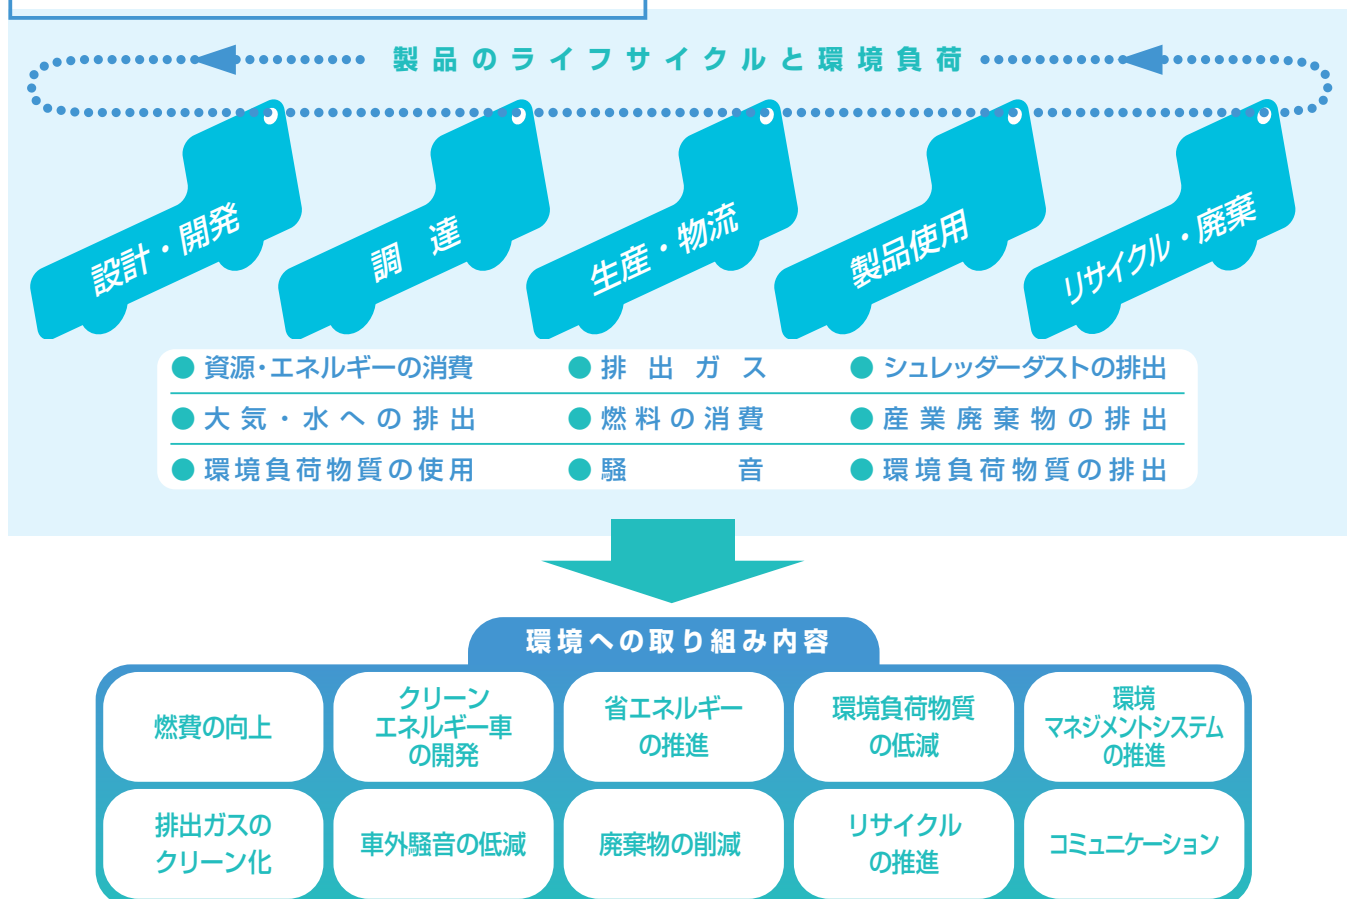 製品のライフサイクルと環境負荷
設計・開発
調達
生産・物流
製品使用
リサイクル・廃棄
● 資源・エネルギーの消費
● 排出ガス
● シュレッダーダストの排出
● 大気・水への排出
● 燃料の消費
● 産業廃棄物の排出
● 環境負荷物質の使用
● 騒音
● 環境負荷物質の排出
環境への取り組み内容
燃費の向上
クリーン
エネルギー車
の開発
省エネルギー
の推進
環境負荷物質
の低減
環境
マネジメントシステム
の推進
排出ガスの
クリーン化
車外騒音の低減
廃棄物の削減
リサイクル
の推進
コミュニケーション